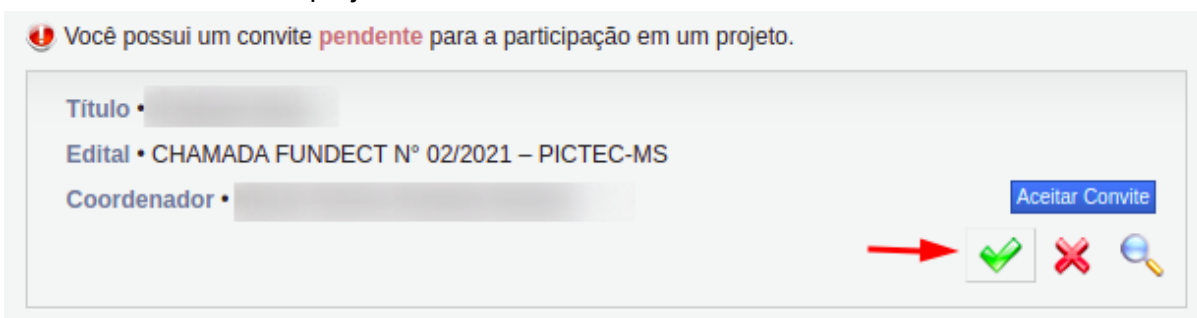 Você possui um convite pendente para a participação em um projeto.
Título •
Edital • CHAMADA FUNDECT N° 02/2021 – PICTEC-MS
Coordenador •
Aceitar Convite